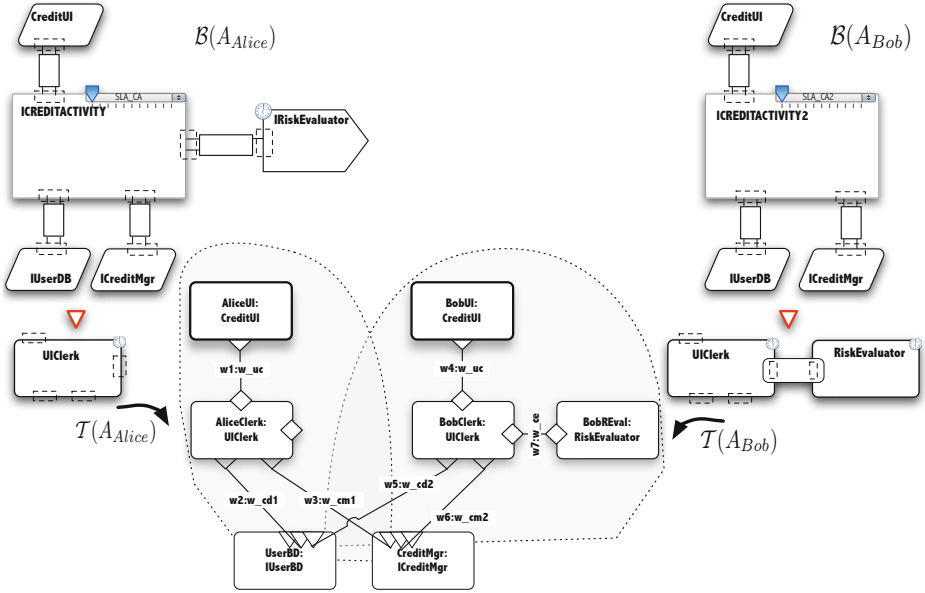 CreditUI
B(A_Alice)
SLA_CA
ICREDITACTIVITY
IRiskEvaluator
IUserDB
ICreditMgr
UIClerk
T(A_Alice)
CreditUI
B(A_Bob)
SLA_CA2
ICREDITACTIVITY2
IUserDB
ICreditMgr
UIClerk
RiskEvaluator
T(A_Bob)
AliceUI:
CreditUI
BobUI:
CreditUI
w1:w_uc
w4:w_uc
AliceClerk:
UIClerk
BobClerk:
UIClerk
w7:w_ce
BobREval:
RiskEvaluator
w2:w_cd1
w3:w_cm1
w5:w_cd2
w6:w_cm2
UserBD:
IUserBD
CreditMgr:
ICreditMgr